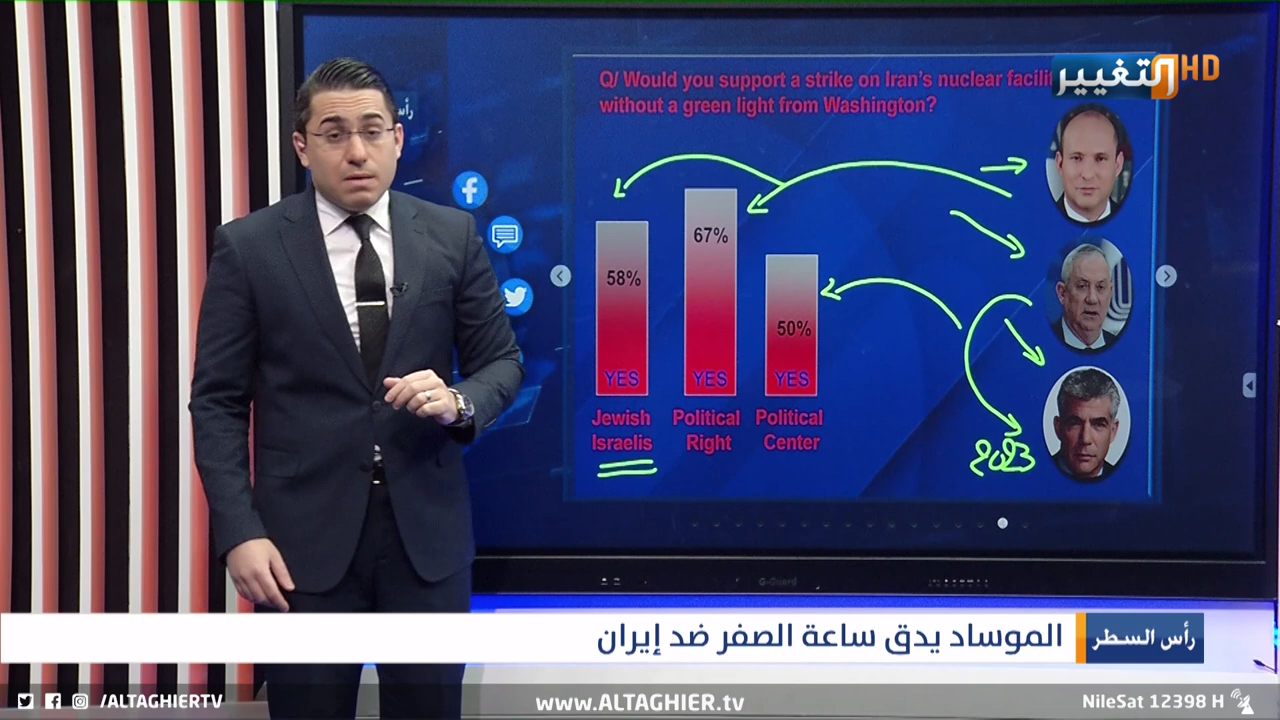 Q/ Would you support a strike on Iran's nuclear
without a green light from Washington?
التغيير HD
58%
67%
50%
YES
YES
YES
Jewish
Israelis
Political
Right
Political
Center
2023
G-Guard
رأس السطر
الموساد يدق ساعة الصفر ضد إيران
/ALTAGHIERTV
www.ALTAGHIER.tv
NileSat 12398 H